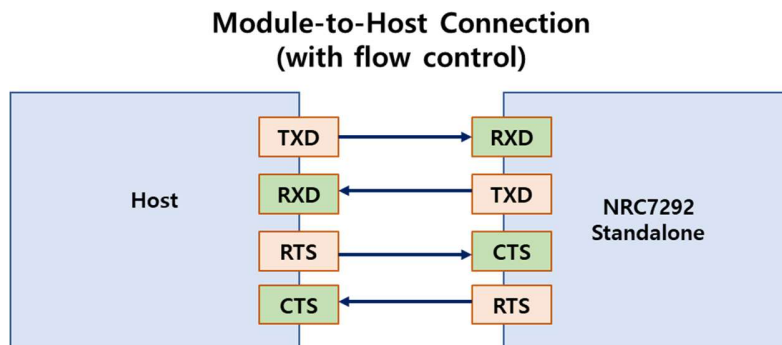 Module-to-Host Connection
(with flow control)
TXD
RXD
RXD
TXD
Host
NRC7292
Standalone
RTS
CTS
CTS
RTS